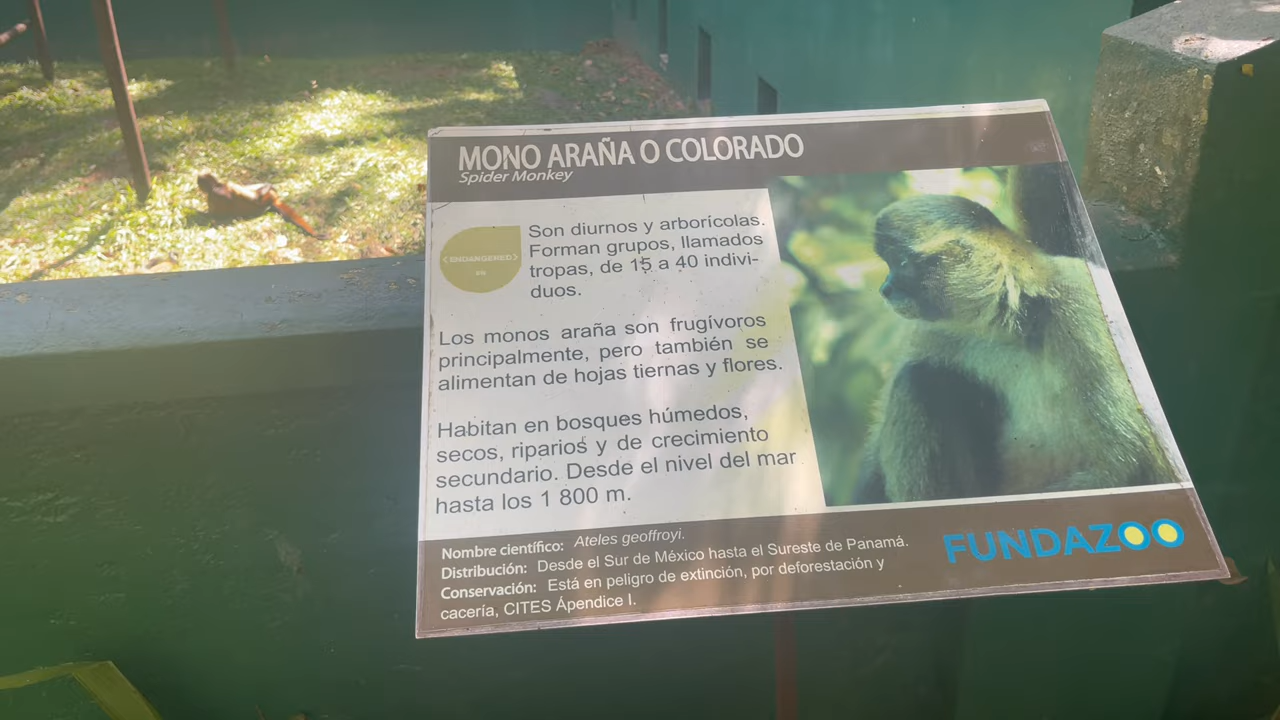 MONO ARAÑA O COLORADO
Spider Monkey
ENDANGERED
EN
Son diurnos y arborícolas.
Forman grupos, llamados
tropas, de 15 a 40 indivi-
duos.
Los monos araña son frugívoros
principalmente, pero también se
alimentan de hojas tiernas y flores.
Habitan en bosques húmedos,
secos, riparios y de crecimiento
secundario. Desde el nivel del mar
hasta los 1 800 m.
Nombre científico: Ateles geoffroyi.
Distribución: Desde el Sur de México hasta el Sureste de Panamá.
Conservación: Está en peligro de extinción, por deforestación y
cacería, CITES Ápendice I.
FUNDAZOO